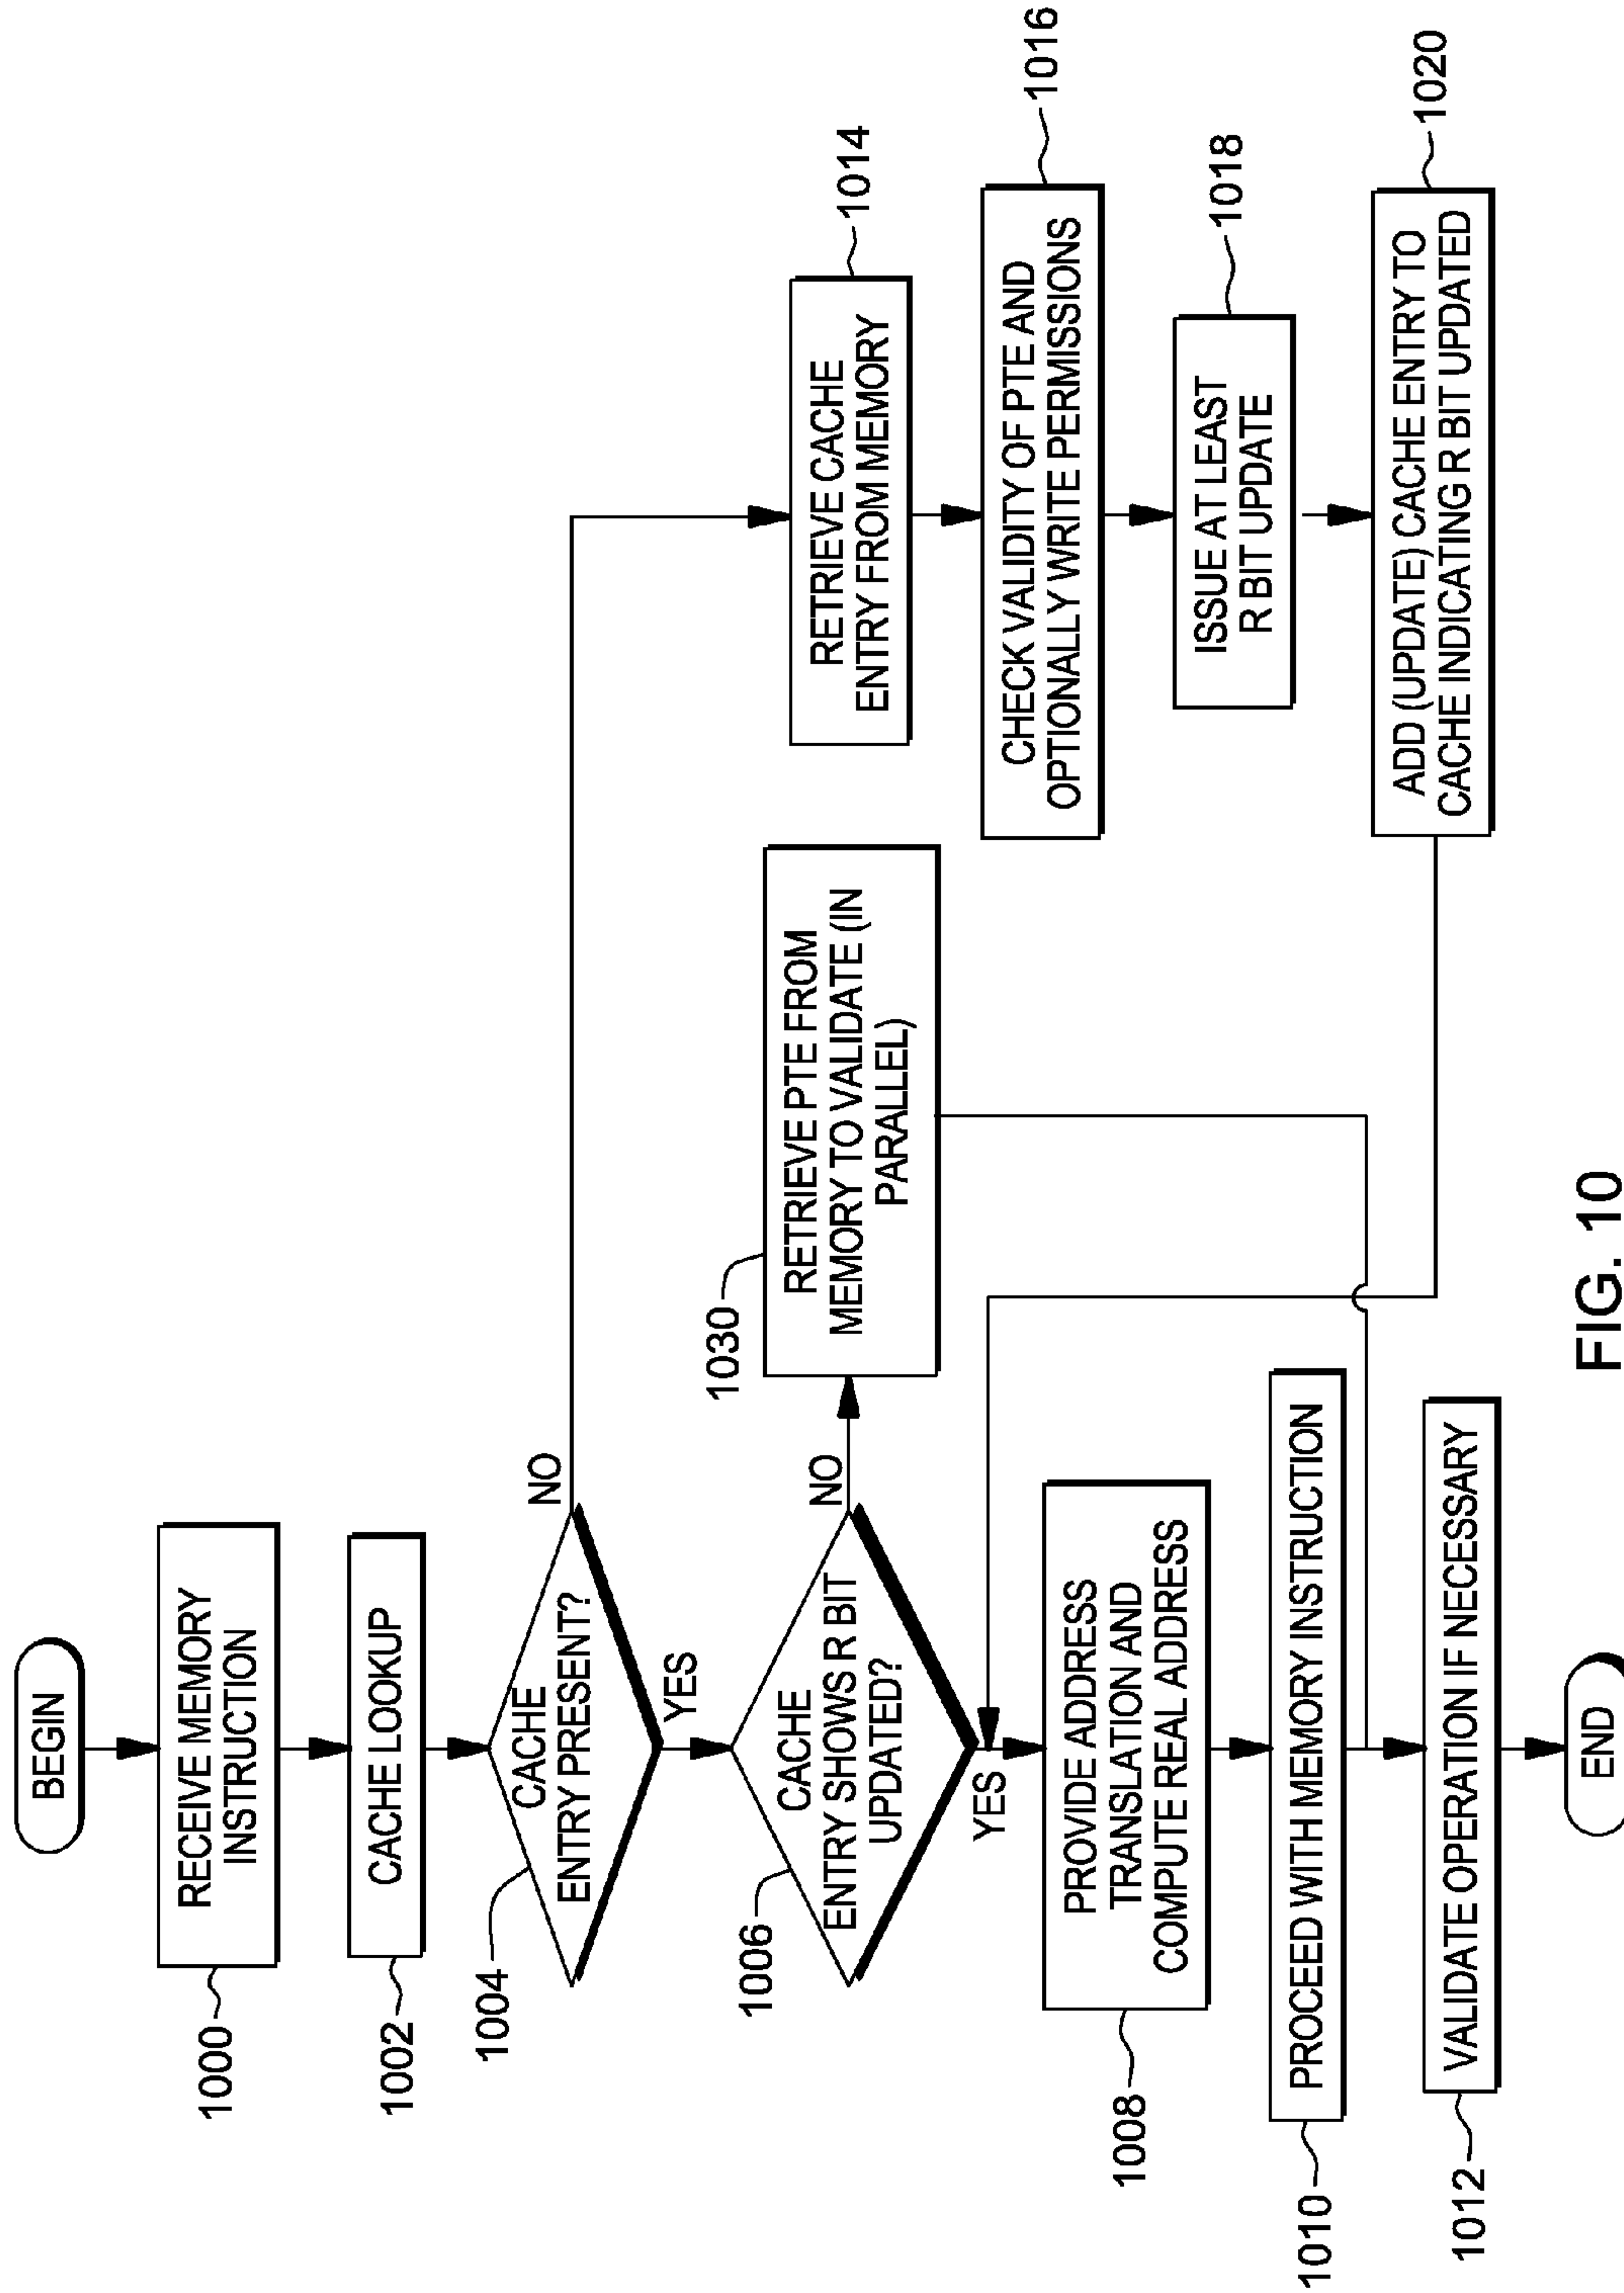 BEGIN
RECEIVE MEMORY
INSTRUCTION
1000
CACHE LOOKUP
1002
CACHE
ENTRY PRESENT?
1004
NO
YES
CACHE
ENTRY SHOWS R BIT
UPDATED?
1006
NO
YES
1030
RETRIEVE PTE FROM
MEMORY TO VALIDATE (IN
PARALLEL)
PROVIDE ADDRESS
TRANSLATION AND
COMPUTE REAL ADDRESS
1008
PROCEED WITH MEMORY INSTRUCTION
1010
VALIDATE OPERATION IF NECESSARY
1012
END
RETRIEVE CACHE
ENTRY FROM MEMORY
1014
CHECK VALIDITY OF PTE AND
OPTIONALLY WRITE PERMISSIONS
1016
ISSUE AT LEAST
R BIT UPDATE
1018
ADD (UPDATE) CACHE ENTRY TO
CACHE INDICATING R BIT UPDATED
1020
FIG. 10